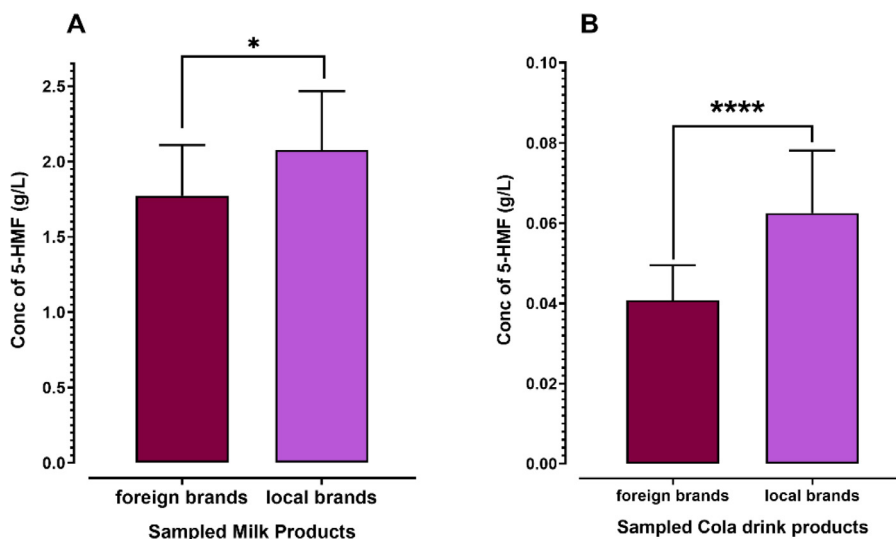 A
*
Conc of 5-HMF (g/L)
2.5
2.0
1.5
1.0
0.5
0.0
foreign brands local brands
Sampled Milk Products
B
****
Conc of 5-HMF (g/L)
0.10
0.08
0.06
0.04
0.02
0.00
foreign brands local brands
Sampled Cola drink products